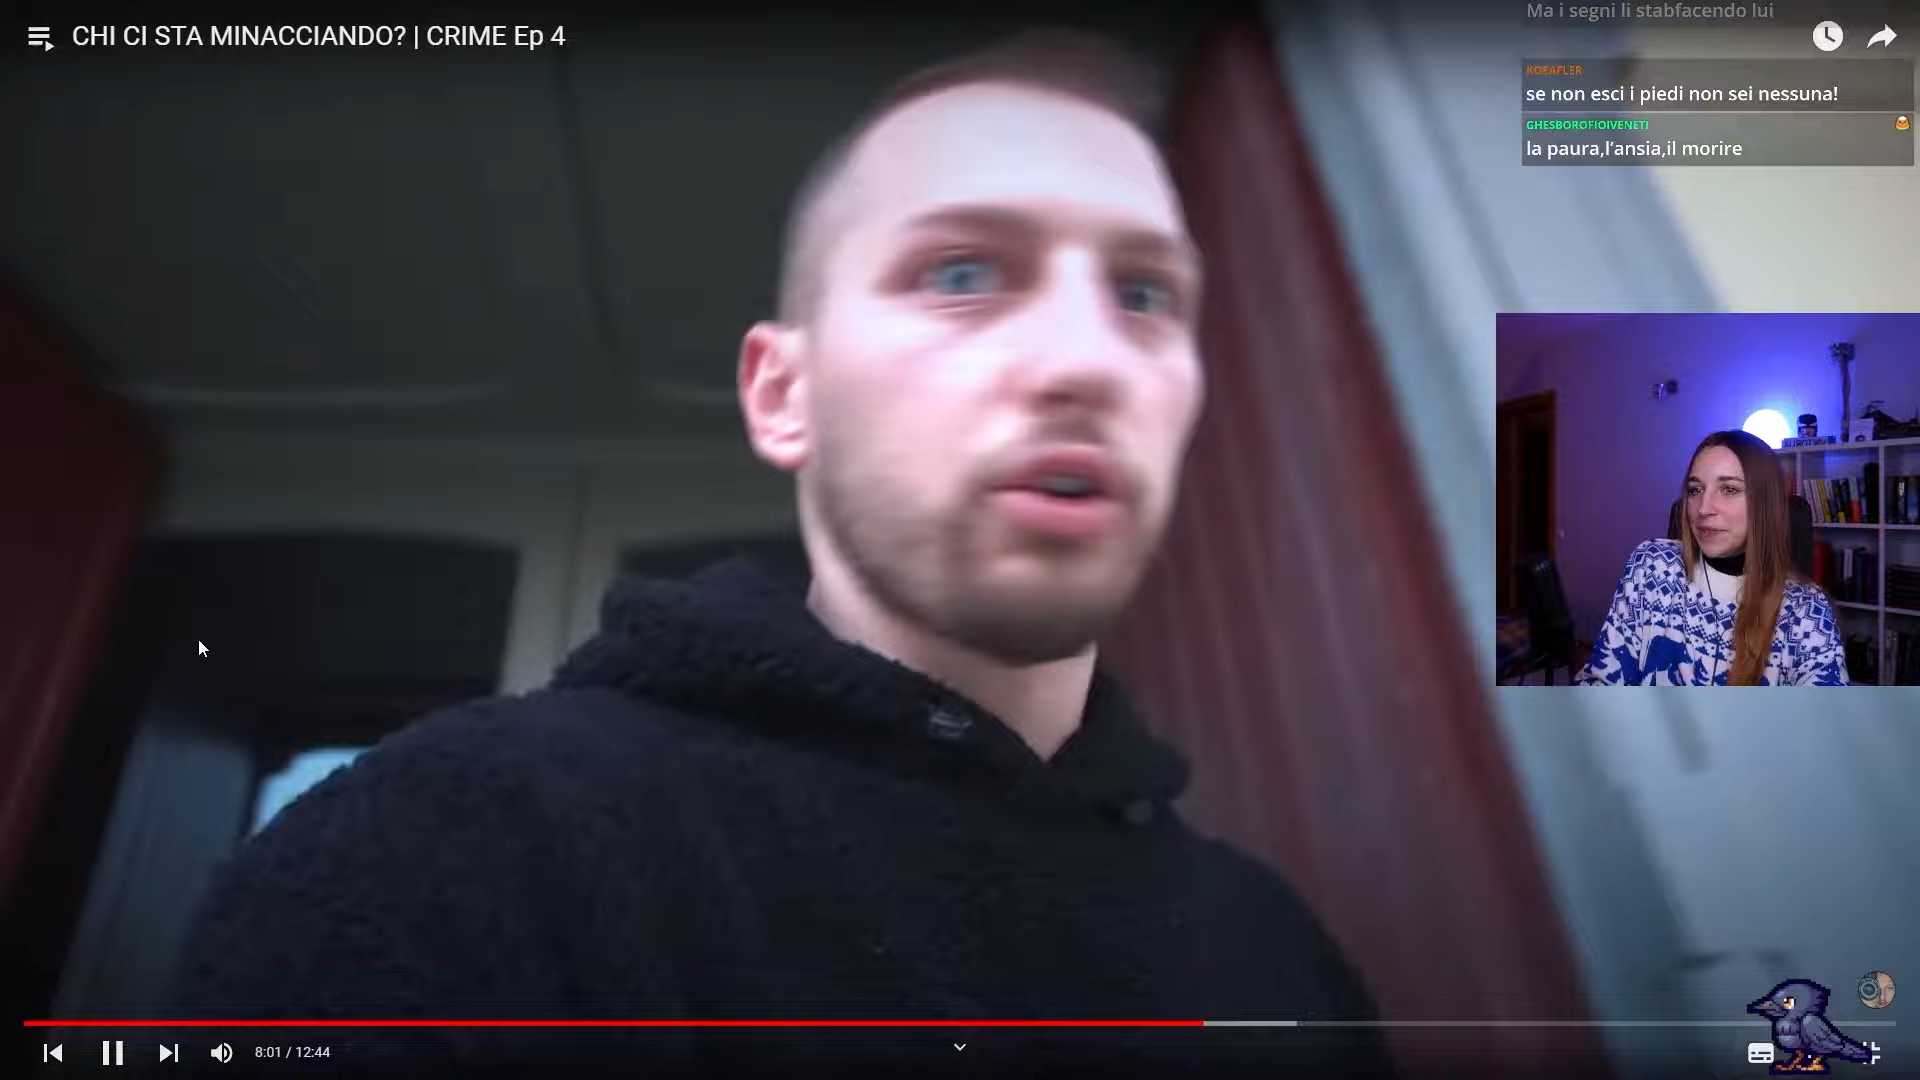 CHI CI STA MINACCIANDO? | CRIME Ep 4
Ma i segni li stabfacendo lui
KOEAFLER
se non esci i piedi non sei nessuna!
GHESBOROFIOIVENETI
la paura,l'ansia,il morire
8:01 / 12:44